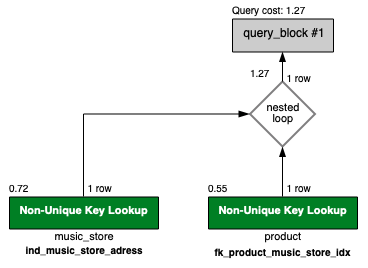 Query cost: 1.27
query_block #1
1.27
1 row
nested
loop
0.72
1 row
0.55
1 row
Non-Unique Key Lookup
Non-Unique Key Lookup
music_store
product
ind_music_store_adress
fk_product_music_store_idx